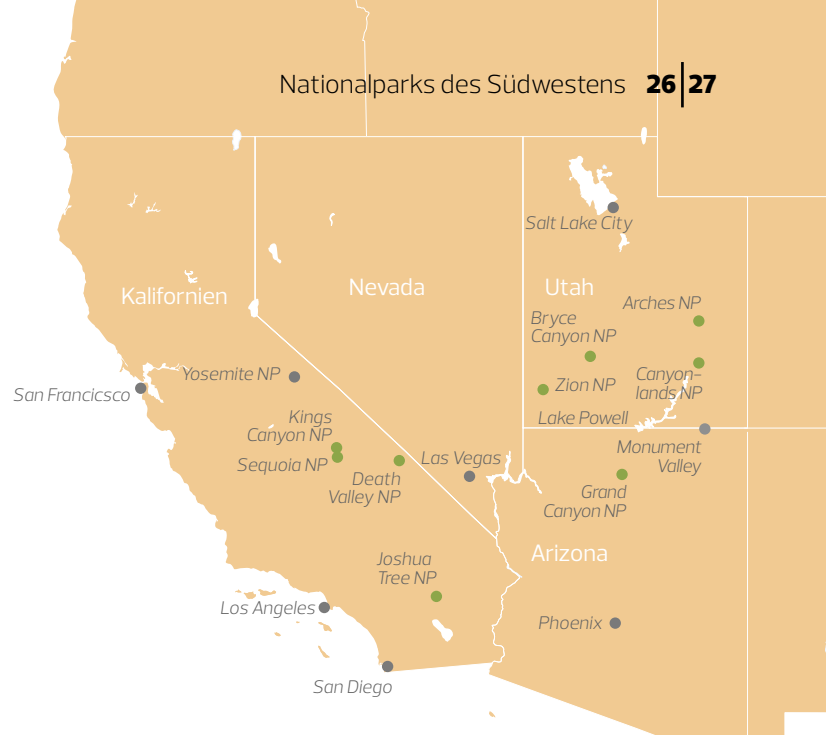 Nationalparks des Südwestens 26|27
Salt Lake City
Kalifornien
Nevada
Utah
Arches NP
Bryce
Canyon NP
Yosemite NP
Zion NP
Canyon-
lands NP
San Francicsco
Kings
Canyon NP
Lake Powell
Sequoia NP
Las Vegas
Monument
Valley
Death
Valley NP
Grand
Canyon NP
Arizona
Joshua
Tree NP
Los Angeles
Phoenix
San Diego